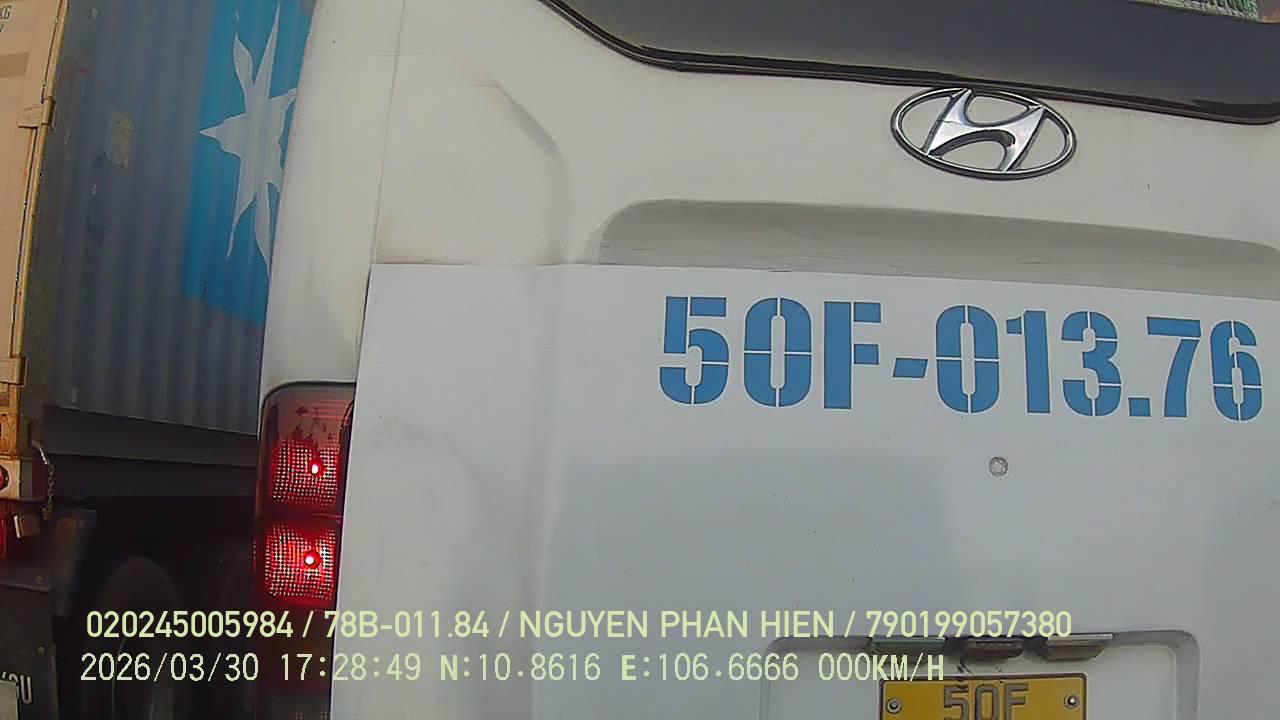 KG
50F-013.76
020245005984 / 78B-011.84 / NGUYEN PHAN HIEN / 790199057380
2026/03/30 17:28:49 N:10.8616 E:106.6666 000KM/H
50F